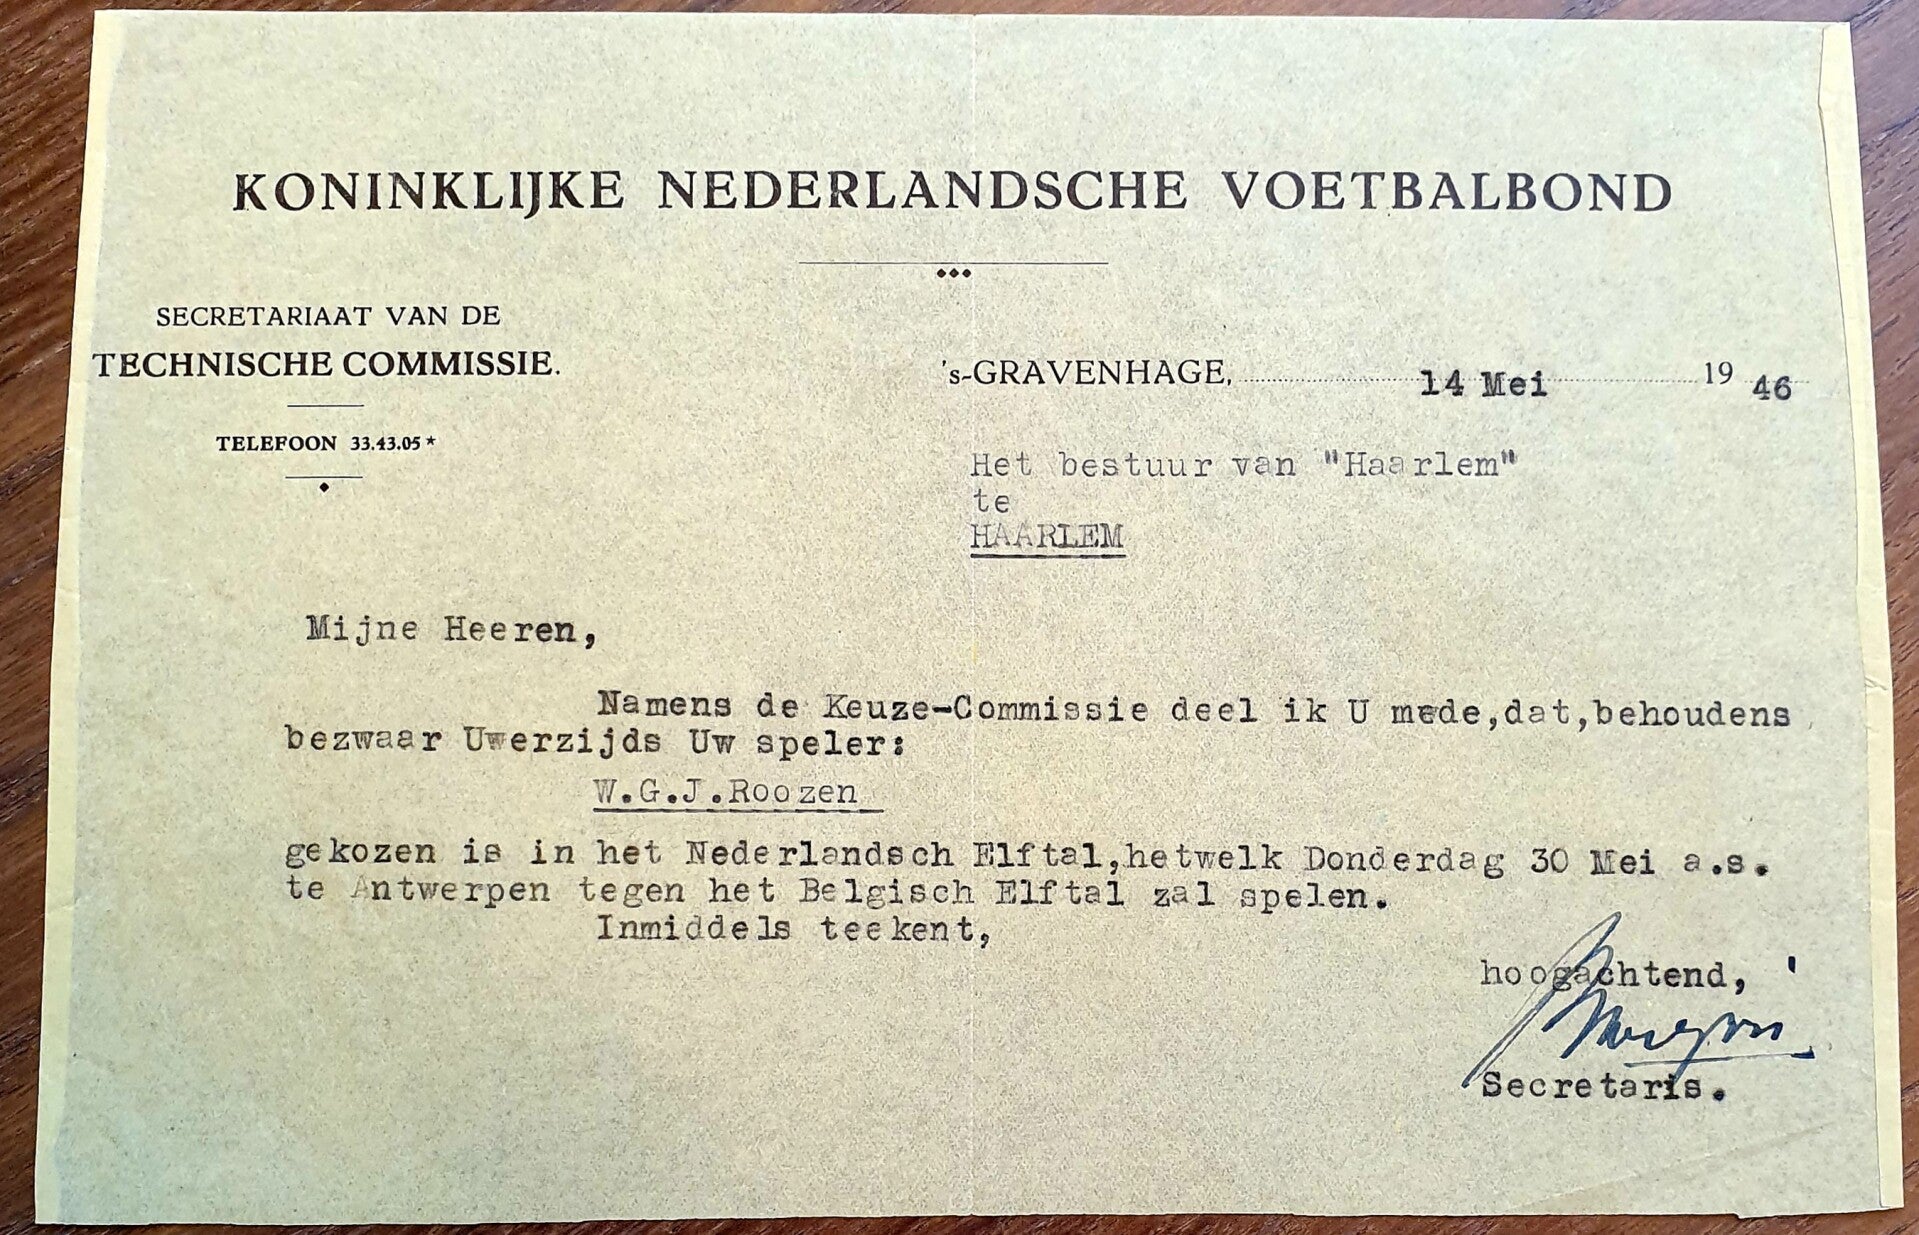 KONINKLIJKE NEDERLANDSCHE VOETBALBOND
SECRETARIAAT VAN DE
TECHNISCHE COMMISSIE.
TELEFOON 33.43.05*
's-GRAVENHAGE, 14 Mei 19 46
Het bestuur van "Haarlem"
te
HAARLEM
Mijne Heeren,
Namens de Keuze-Commissie deel ik U mede,dat,behoudens
bezwaar Uwerzijds Uw speler:
W.G.J.Roozen
gekozen is in het Nederlandsch Elftal,hetwelk Donderdag 30 Mei a.s.
te Antwerpen tegen het Belgisch Elftal zal spelen.
Inmiddels teekent,
hoogachtend,
Secretaris.